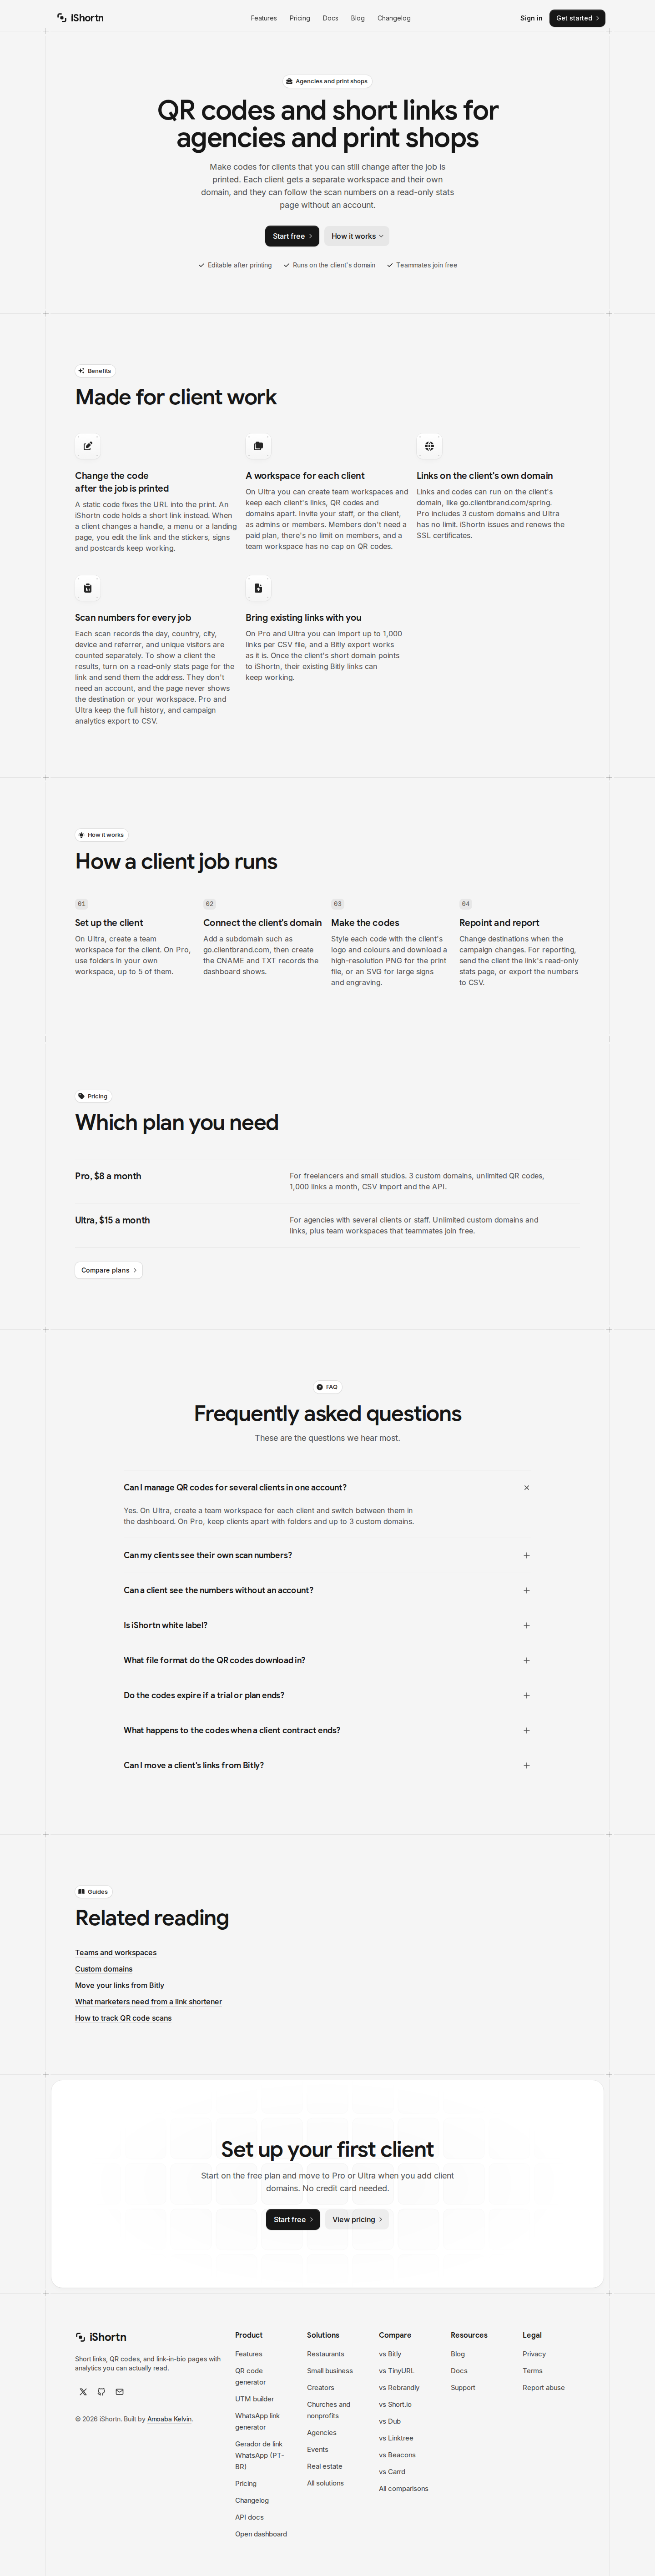 iShortn
Features Pricing Docs Blog Changelog
Sign in Get started
Agencies and print shops
QR codes and short links for
agencies and print shops
Make codes for clients that you can still change after the job is
printed. Each client gets a separate workspace and their own
domain, and they can follow the scan numbers on a read-only stats
page without an account.
Start free How it works
Editable after printing Runs on the client's domain Teammates join free
Benefits
Made for client work
Change the code
after the job is printed
A static code fixes the URL into the print. An
iShortn code holds a short link instead. When
a client changes a handle, a menu or a landing
page, you edit the link and the stickers, signs
and postcards keep working.
A workspace for each client
On Ultra you can create team workspaces and
keep each client's links, QR codes and
domains apart. Invite your staff, or the client,
as admins or members. Members don't need a
paid plan, there's no limit on members, and a
team workspace has no cap on QR codes.
Links on the client's own domain
Links and codes can run on the client's
domain, like go.clientbrand.com/spring.
Pro includes 3 custom domains and Ultra
has no limit. iShortn issues and renews the
SSL certificates.
Scan numbers for every job
Each scan records the day, country, city,
device and referrer, and unique visitors are
counted separately. To show a client the
results, turn on a read-only stats page for the
link and send them the address. They don't
need an account, and the page never shows
the destination or your workspace. Pro and
Ultra keep the full history, and campaign
analytics export to CSV.
Bring existing links with you
On Pro and Ultra you can import up to 1,000
links per CSV file, and a Bitly export works
as it is. Once the client's short domain points
to iShortn, their existing Bitly links can
keep working.
How it works
How a client job runs
01
Set up the client
On Ultra, create a team
workspace for the client. On Pro,
use folders in your own
workspace, up to 5 of them.
02
Connect the client's domain
Add a subdomain such as
go.clientbrand.com, then create
the CNAME and TXT records the
dashboard shows.
03
Make the codes
Style each code with the client's
logo and colours and download a
high-resolution PNG for the print
file, or an SVG for large signs
and engraving.
04
Repoint and report
Change destinations when the
campaign changes. For reporting,
send the client the link's read-only
stats page, or export the numbers
to CSV.
Pricing
Which plan you need
Pro, $8 a month
For freelancers and small studios. 3 custom domains, unlimited QR codes,
1,000 links a month, CSV import and the API.
Ultra, $15 a month
For agencies with several clients or staff. Unlimited custom domains and
links, plus team workspaces that teammates join free.
Compare plans
FAQ
Frequently asked questions
These are the questions we hear most.
Can I manage QR codes for several clients in one account?
Yes. On Ultra, create a team workspace for each client and switch between them in
the dashboard. On Pro, keep clients apart with folders and up to 3 custom domains.
Can my clients see their own scan numbers?
Can a client see the numbers without an account?
Is iShortn white label?
What file format do the QR codes download in?
Do the codes expire if a trial or plan ends?
What happens to the codes when a client contract ends?
Can I move a client's links from Bitly?
Guides
Related reading
Teams and workspaces
Custom domains
Move your links from Bitly
What marketers need from a link shortener
How to track QR code scans
Set up your first client
Start on the free plan and move to Pro or Ultra when you add client
domains. No credit card needed.
Start free View pricing
iShortn
Short links, QR codes, and link-in-bio pages with
analytics you can actually read.
© 2026 iShortn. Built by Amoaba Kelvin.
Product
Features
QR code
generator
UTM builder
WhatsApp link
generator
Gerador de link
WhatsApp (PT-
BR)
Pricing
Changelog
API docs
Open dashboard
Solutions
Restaurants
Small business
Creators
Churches and
nonprofits
Agencies
Events
Real estate
All solutions
Compare
vs Bitly
vs TinyURL
vs Rebrandly
vs Short.io
vs Dub
vs Linktree
vs Beacons
vs Carrd
All comparisons
Resources
Blog
Docs
Support
Legal
Privacy
Terms
Report abuse